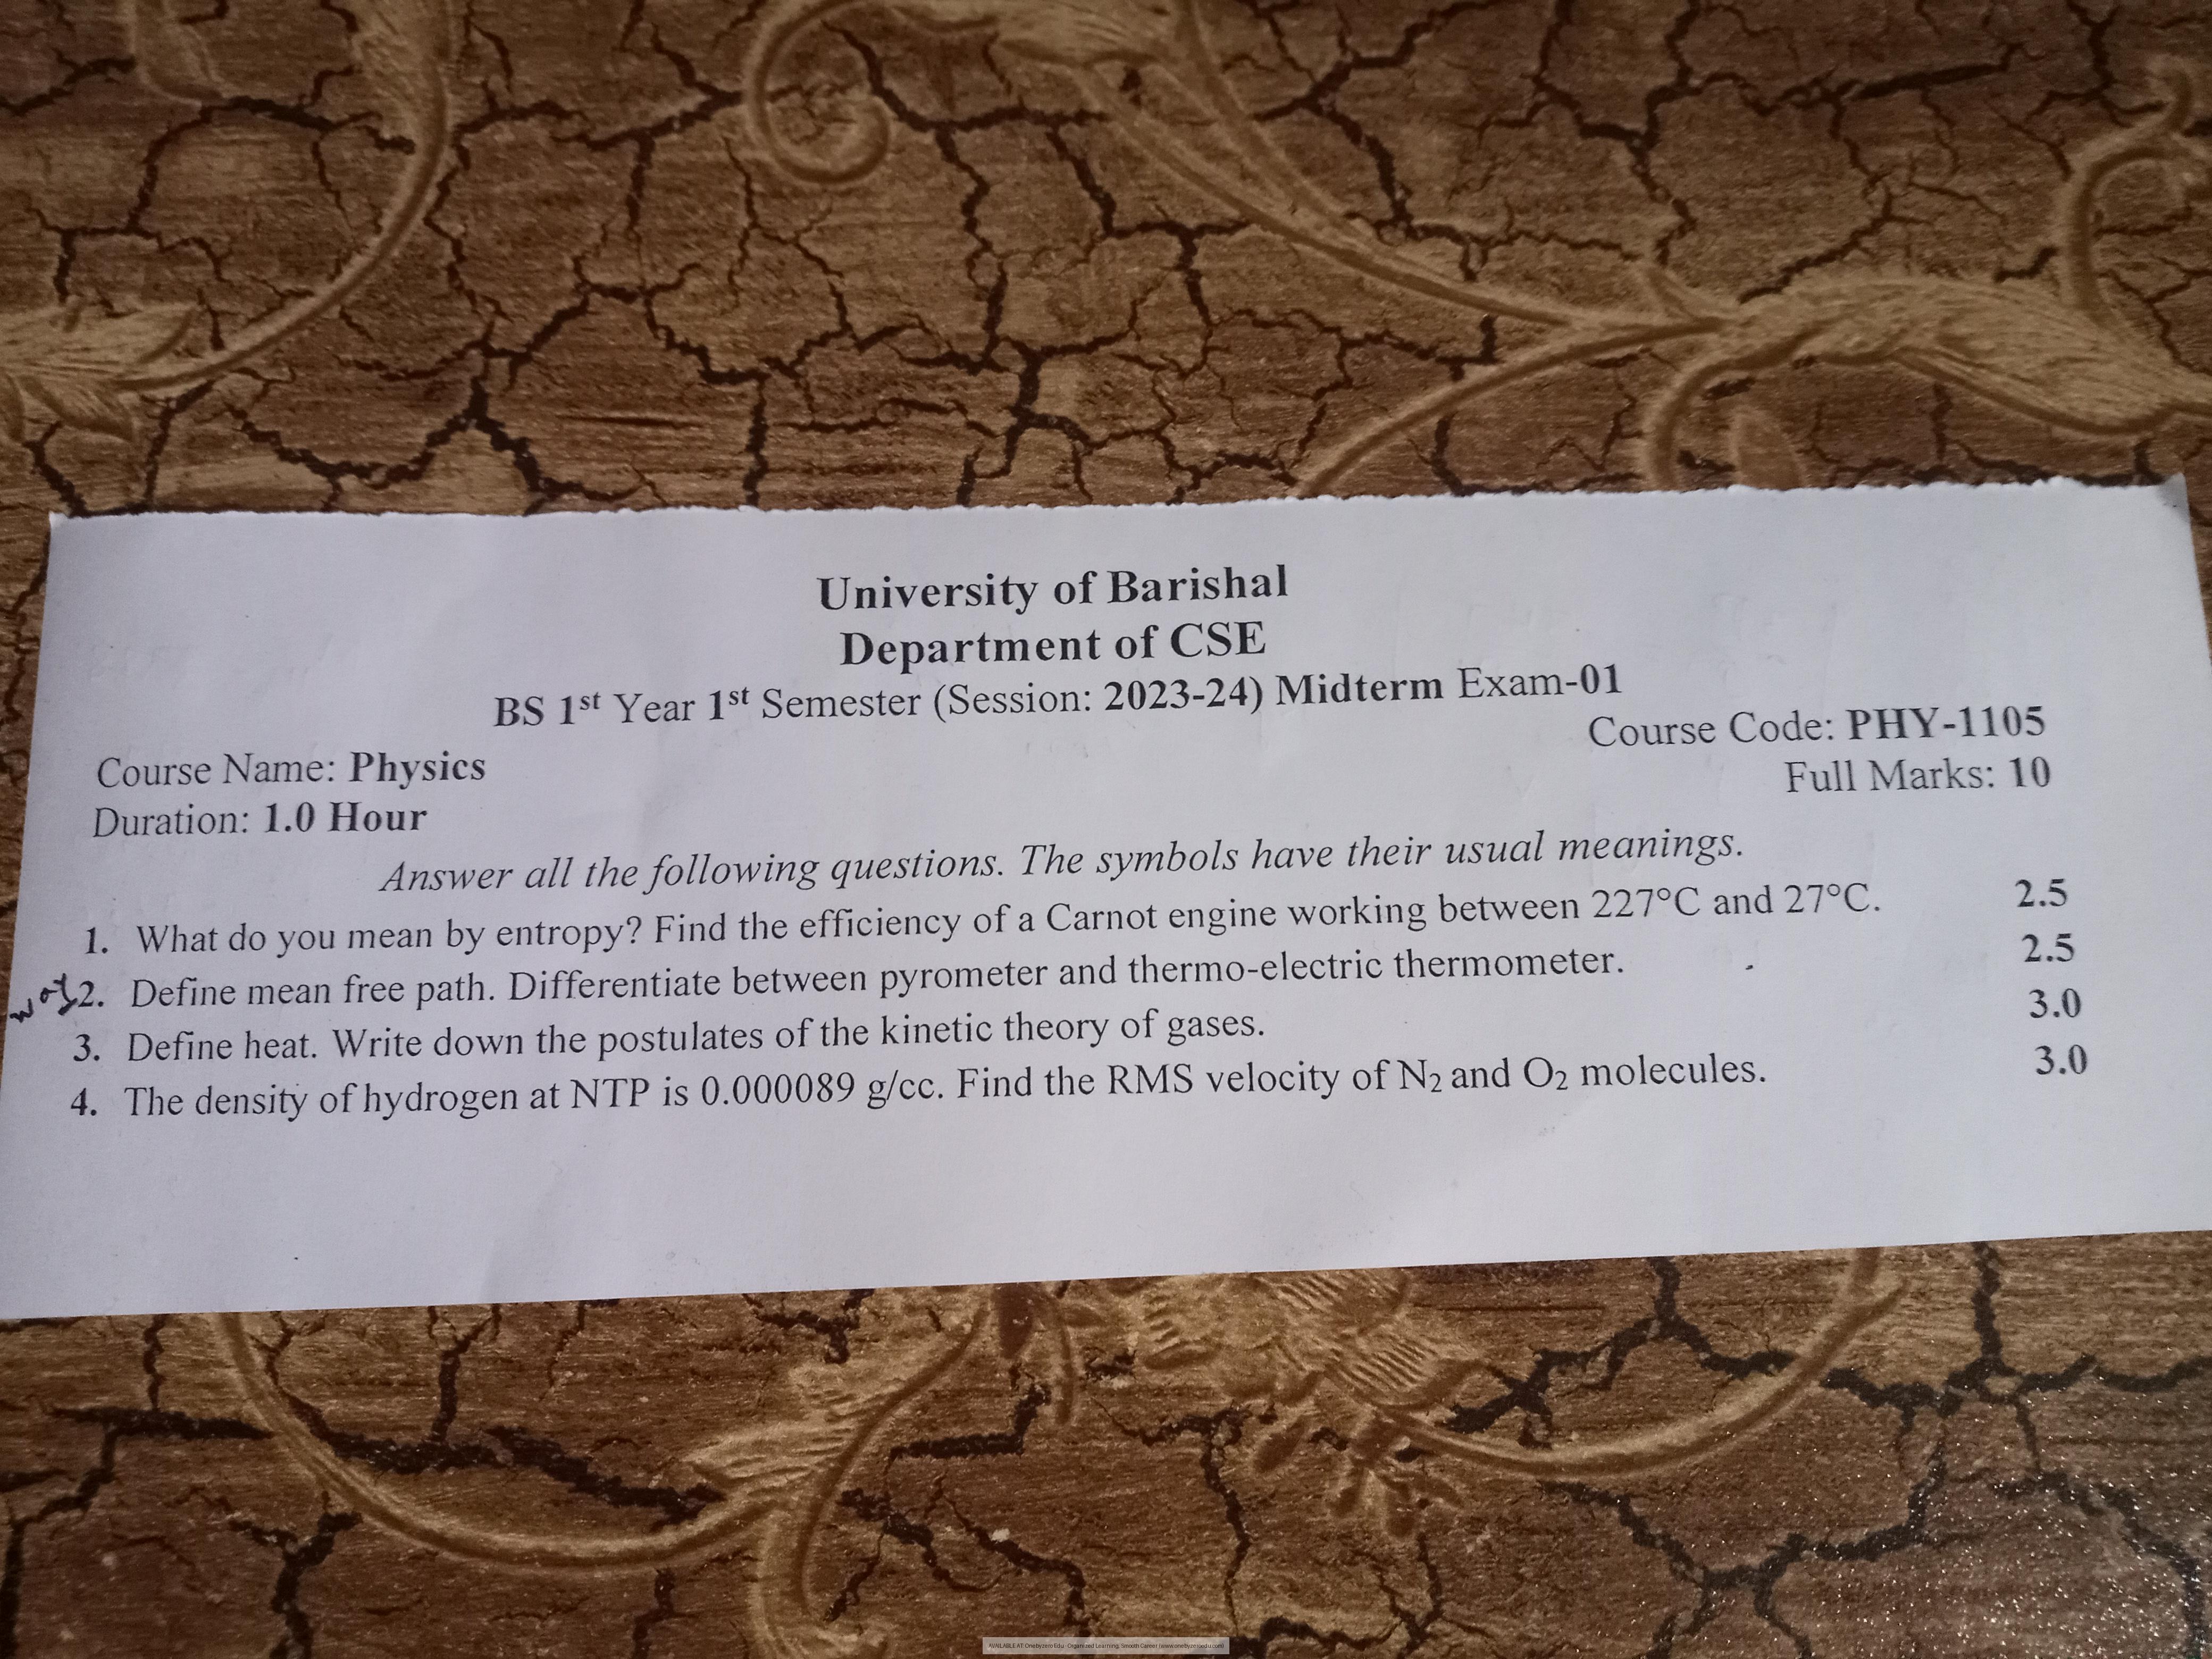 University of Barishal
Department of CSE
BS 1st Year 1st Semester (Session: 2023-24) Midterm Exam-01
Course Name: Physics Course Code: PHY-1105
Duration: 1.0 Hour Full Marks: 10
Answer all the following questions. The symbols have their usual meanings.
1. What do you mean by entropy? Find the efficiency of a Carnot engine working between 227°C and 27°C. 2.5
2. Define mean free path. Differentiate between pyrometer and thermo-electric thermometer. 2.5
3. Define heat. Write down the postulates of the kinetic theory of gases. 3.0
4. The density of hydrogen at NTP is 0.000089 g/cc. Find the RMS velocity of N₂ and O₂ molecules. 3.0
AVAILABLE AT: Onebyzero Edu - Organized Learning, Smooth Career (www.onebyzeroedu.com)